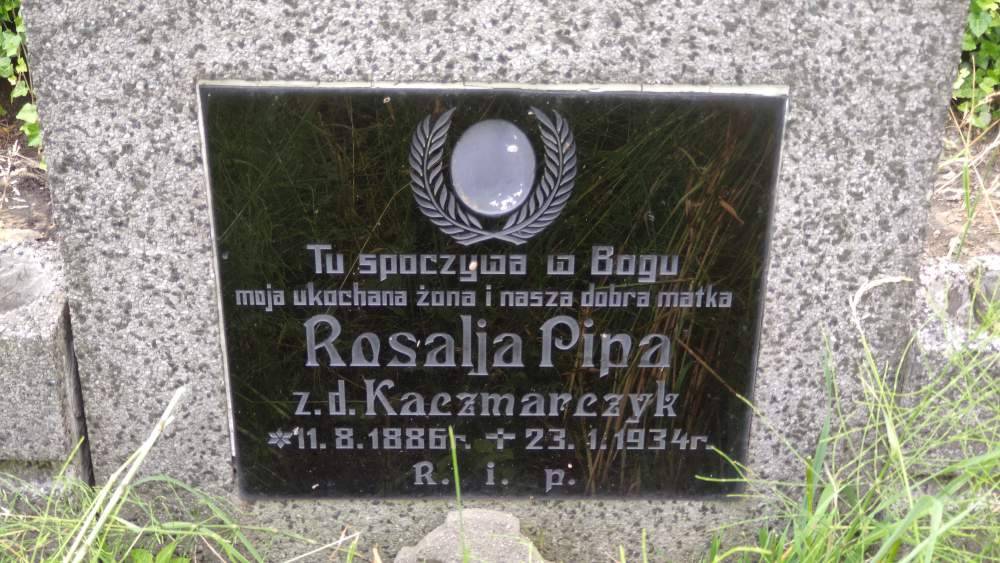 Tu spoczywa w Bogu
moja ukochana żona i nasza dobra matka
Rosalja Pipa
z.d. Kaczmarczyk
*11.8.1886r. + 23.1.1934r.
R. i. p.